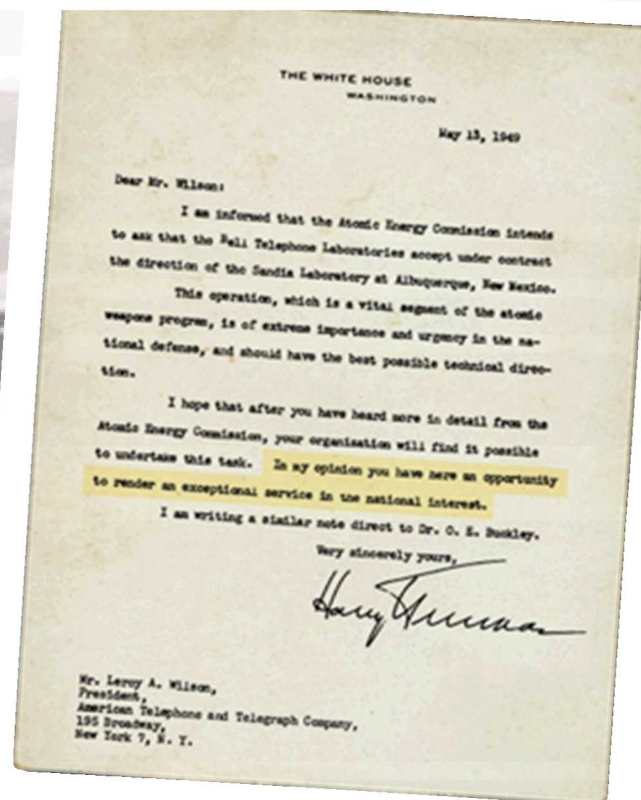 THE WHITE HOUSE
WASHINGTON
May 13, 1949
Dear Mr. Wilson:
I am informed that the Atomic Energy Commission intends
to ask that the Bell Telephone Laboratories accept under contract
the direction of the Sandia Laboratory at Albuquerque, New Mexico.
This operation, which is a vital segment of the atomic
weapons program, is of extreme importance and urgency in the na-
tional defense, and should have the best possible technical direc-
tion.
I hope that after you have heard more in detail from the
Atomic Energy Commission, your organization will find it possible
to undertake this task. In my opinion you have here an opportunity
to render an exceptional service in the national interest.
I am writing a similar note direct to Dr. O. E. Buckley.
Very sincerely yours,
Harry Truman
Mr. Leroy A. Wilson,
President,
American Telephone and Telegraph Company,
195 Broadway,
New York 7, N. Y.